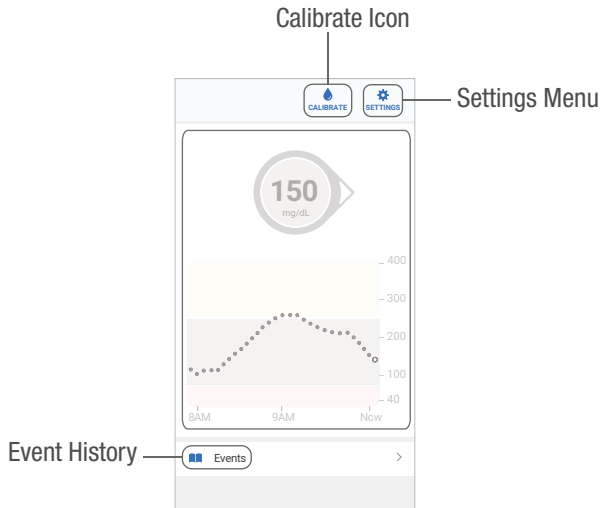 Calibrate Icon
CALIBRATE
SETTINGS
Settings Menu
150
mg/dL
400
300
200
100
40
8AM 9AM Now
Event History
Events